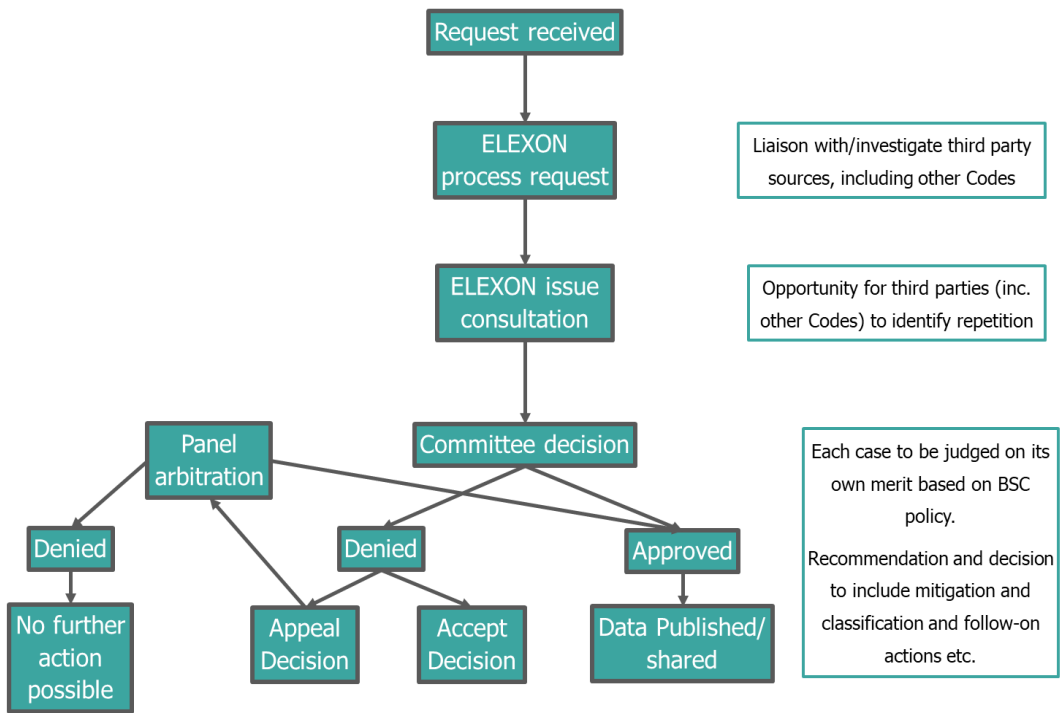 Request received
ELEXON
process request
Liaison with/investigate third party
sources, including other Codes
ELEXON issue
consultation
Opportunity for third parties (inc.
other Codes) to identify repetition
Panel
arbitration
Committee decision
Each case to be judged on its
own merit based on BSC
policy.
Recommendation and decision
to include mitigation and
classification and follow-on
actions etc.
Denied
Denied
Approved
No further
action
possible
Appeal
Decision
Accept
Decision
Data Published/
shared